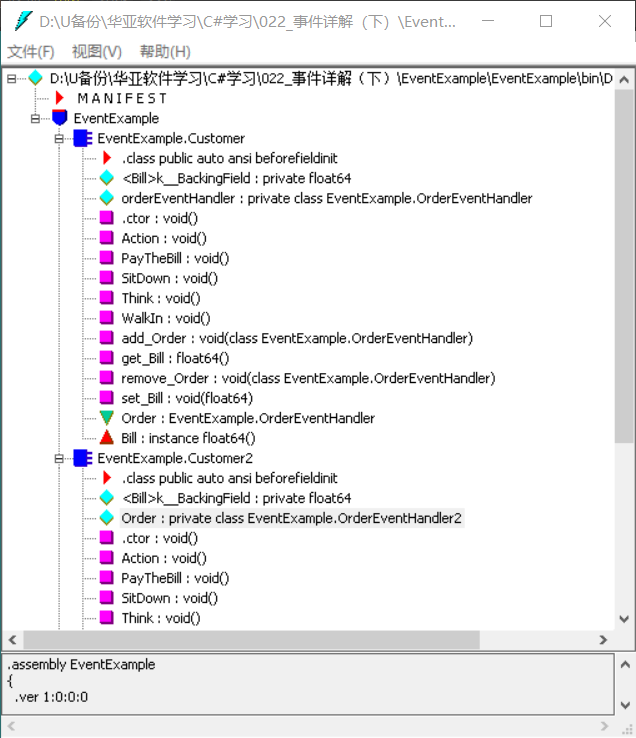 D:\U备份\华亚软件学习\C#学习\022_事件详解（下）\Event...
文件(F) 视图(V) 帮助(H)
D:\U备份\华亚软件学习\C#学习\022_事件详解（下）\EventExample\EventExample\bin\D
M A N I F E S T
EventExample
EventExample.Customer
.class public auto ansi beforefieldinit
<Bill>k__BackingField : private float64
orderEventHandler : private class EventExample.OrderEventHandler
.ctor : void()
Action : void()
PayTheBill : void()
SitDown : void()
Think : void()
WalkIn : void()
add_Order : void(class EventExample.OrderEventHandler)
get_Bill : float64()
remove_Order : void(class EventExample.OrderEventHandler)
set_Bill : void(float64)
Order : EventExample.OrderEventHandler
Bill : instance float64()
EventExample.Customer2
.class public auto ansi beforefieldinit
<Bill>k__BackingField : private float64
Order : private class EventExample.OrderEventHandler2
.ctor : void()
Action : void()
PayTheBill : void()
SitDown : void()
Think : void()
.assembly EventExample
{
.ver 1:0:0:0